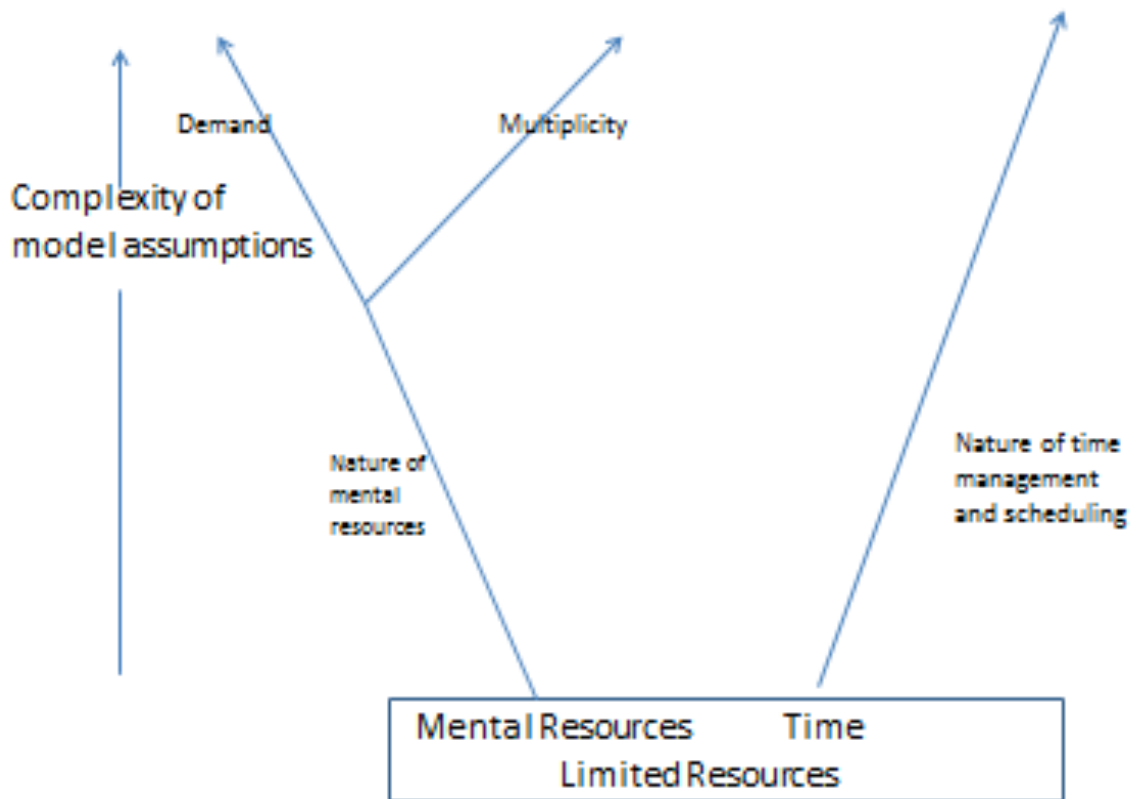 Demand
Multiplicity
Complexity of
model assumptions
Nature of
mental
resources
Nature of time
management
and scheduling
Mental Resources Time
Limited Resources